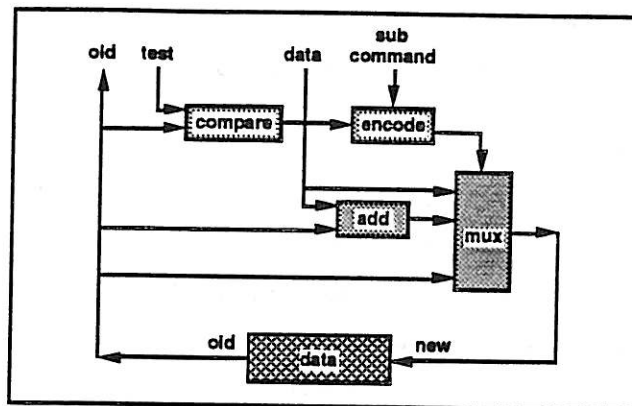 old test data sub
command
compare encode
add
mux
old data new